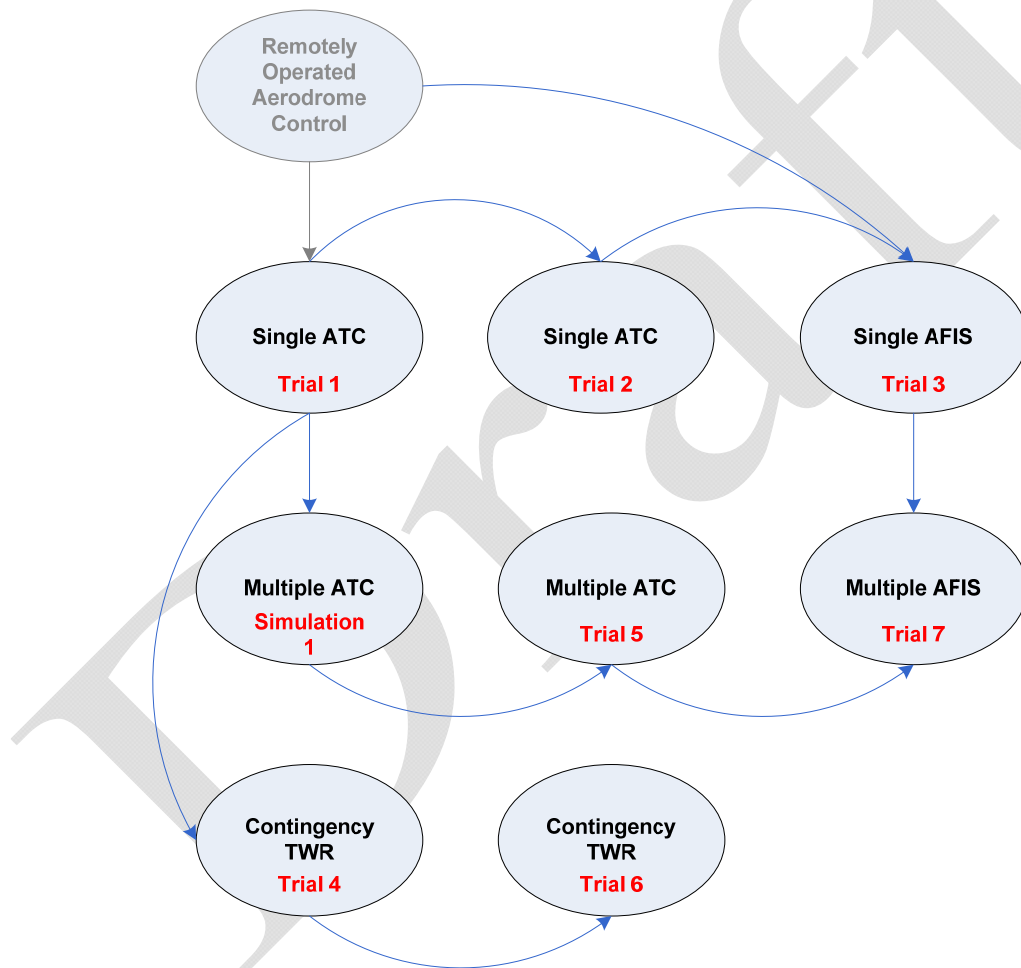 Remotely
Operated
Aerodrome
Control
Single ATC
Trial 1
Single ATC
Trial 2
Single AFIS
Trial 3
Multiple ATC
Simulation
1
Multiple ATC
Trial 5
Multiple AFIS
Trial 7
Contingency
TWR
Trial 4
Contingency
TWR
Trial 6
Draft